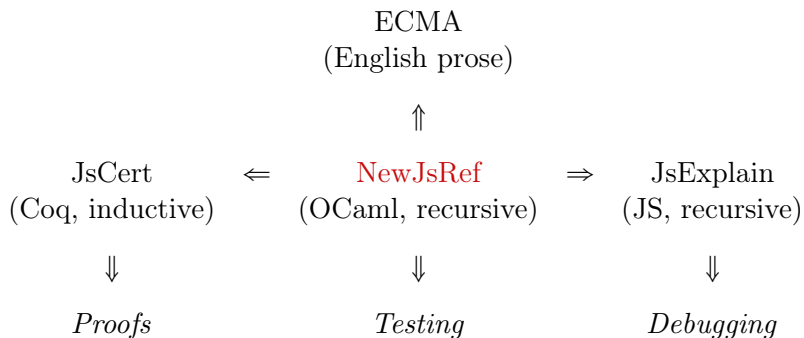 ECMA
(English prose)
⇑
JsCert ⇐ NewJsRef ⇒ JsExplain
(Coq, inductive) (OCaml, recursive) (JS, recursive)
⇓ ⇓ ⇓
Proofs Testing Debugging